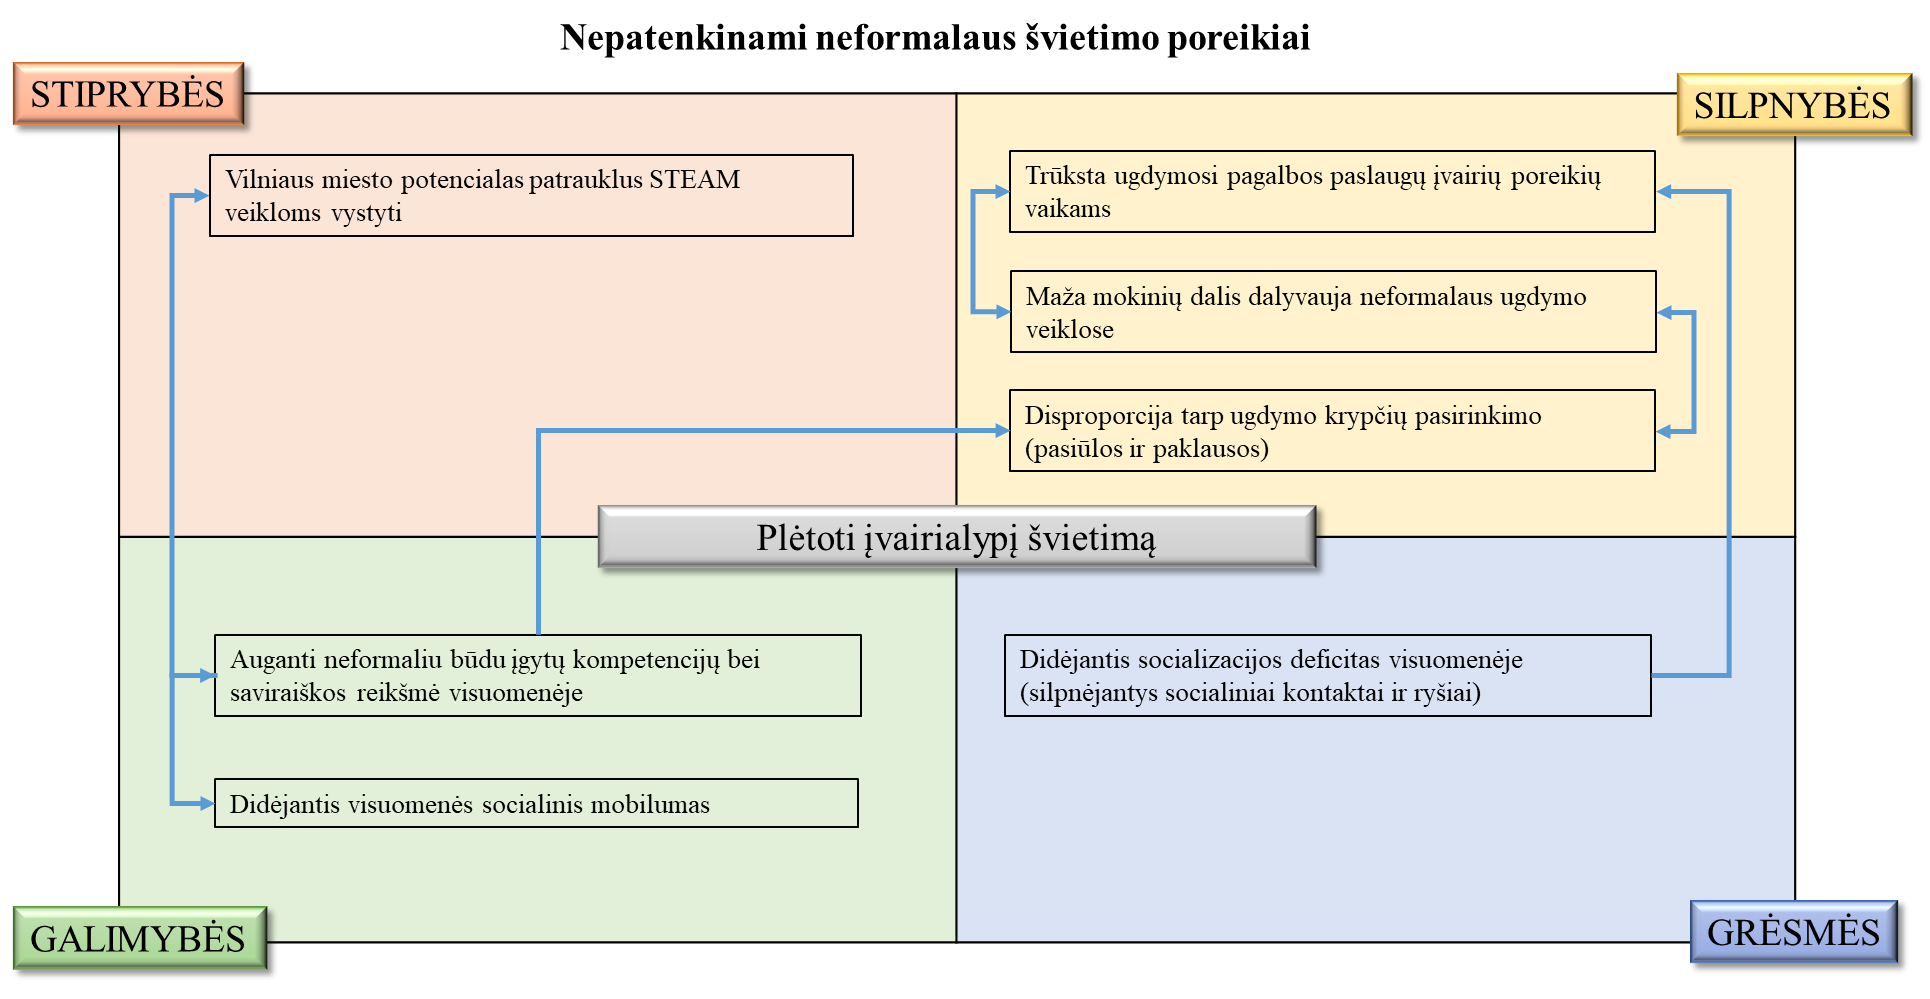 Nepatenkinami neformalaus švietimo poreikiai
STIPRYBĖS
SILPNYBĖS
Vilniaus miesto potencialas patrauklus STEAM
veikloms vystyti
Trūksta ugdymosi pagalbos paslaugų įvairių poreikių
vaikams
Maža mokinių dalis dalyvauja neformalaus ugdymo
veiklose
Disproporcija tarp ugdymo krypčių pasirinkimo
(pasiūlos ir paklausos)
Plėtoti įvairialypį švietimą
Auganti neformaliu būdu įgytų kompetencijų bei
saviraiškos reikšmė visuomenėje
Didėjantis visuomenės socialinis mobilumas
Didėjantis socializacijos deficitas visuomenėje
(silpnėjantys socialiniai kontaktai ir ryšiai)
GALIMYBĖS
GRĖSMĖS